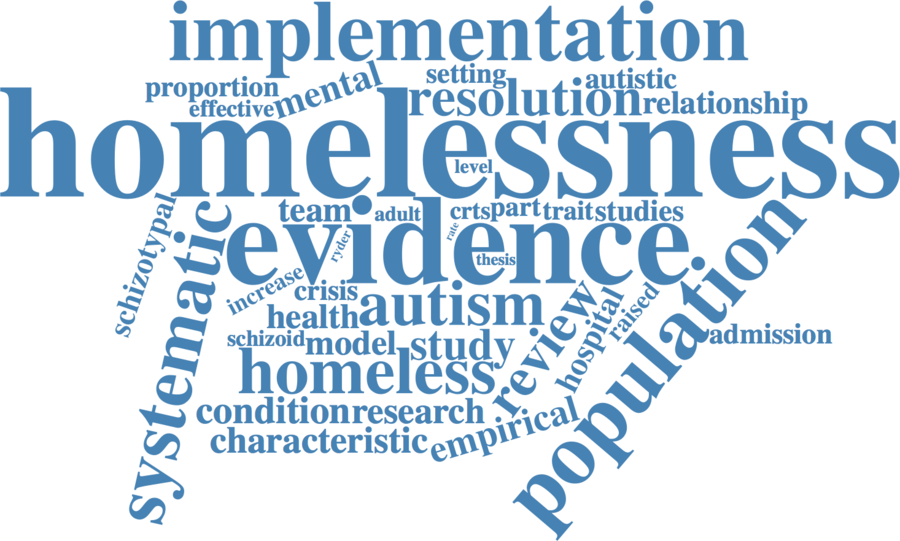 implementation
proportion
mental
setting
autistic
effective
resolution
relationship
homelessness
level
schizotypal
systematic
team
adult
crts
part
trait
studies
evidence
ryder
rate
thesis
population
increase
crisis
autism
health
review
hospital
raised
admission
schizoid
model
study
homeless
condition
research
characteristic
empirical